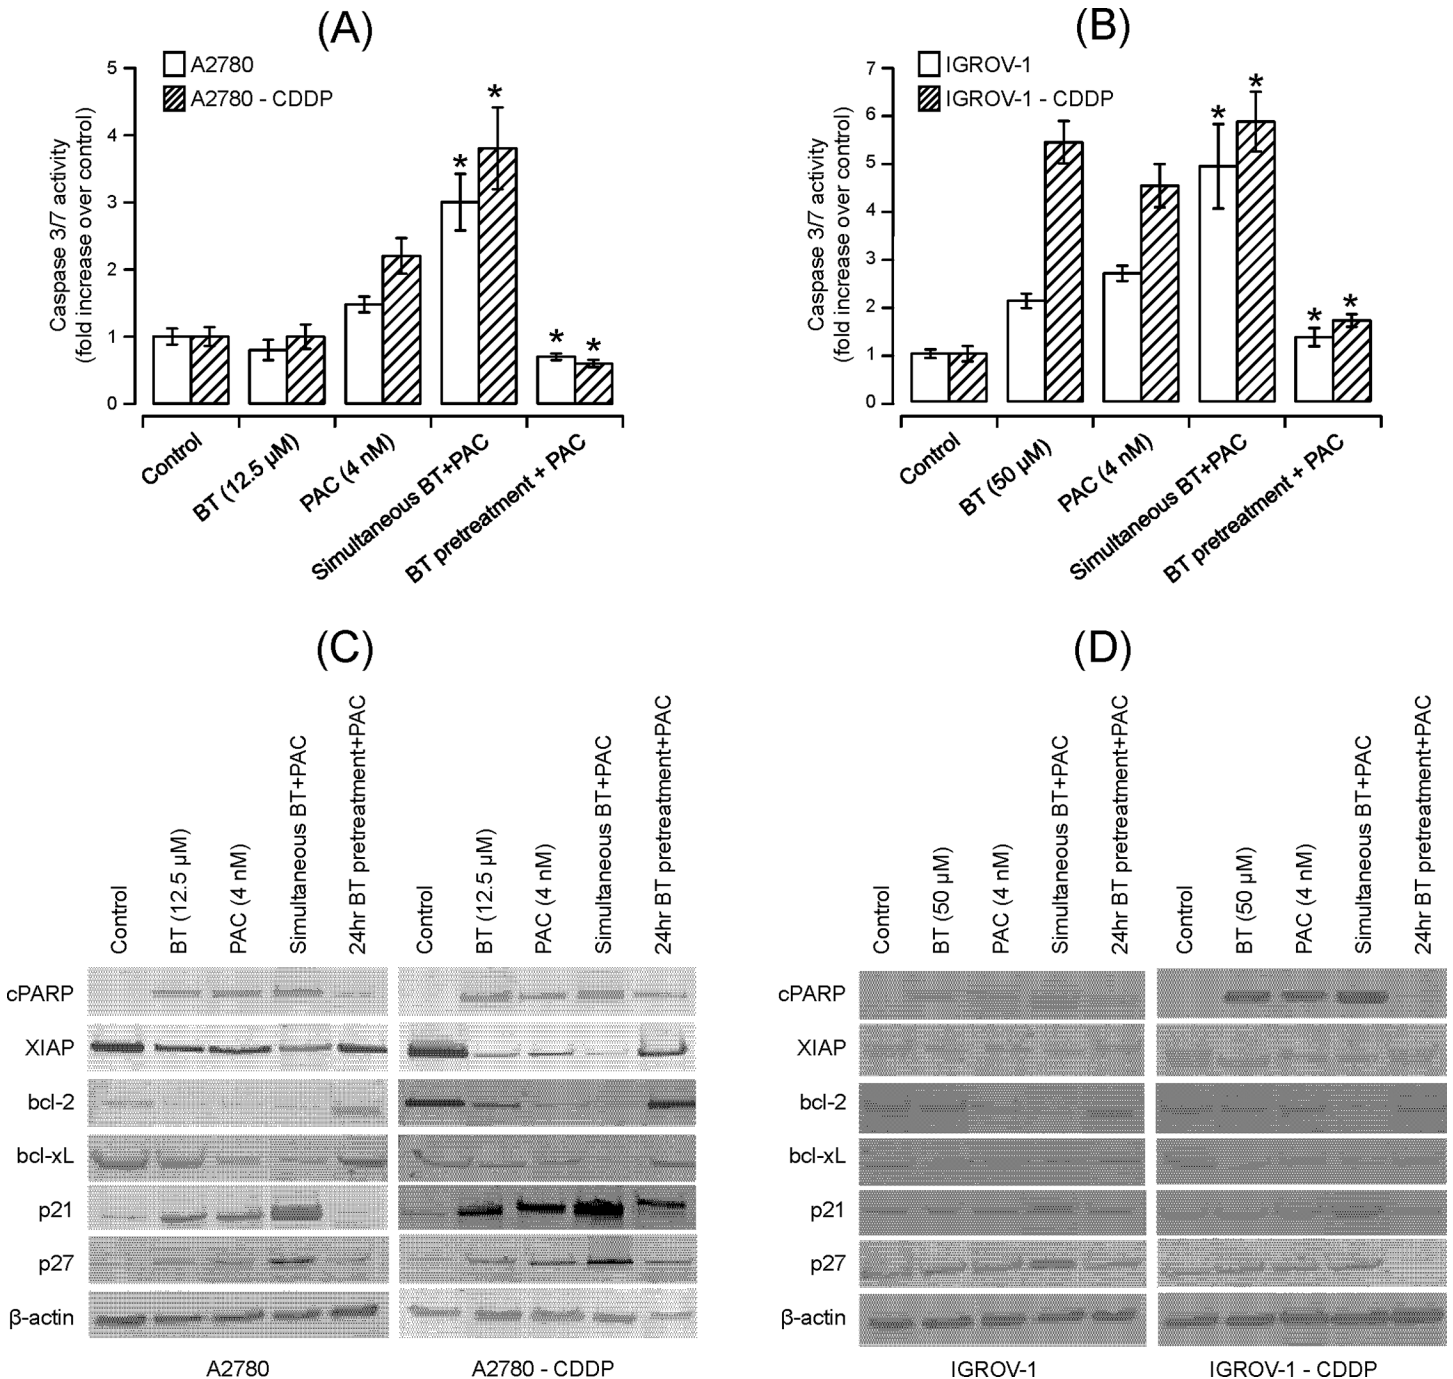 (A)
A2780
A2780 - CDDP
Caspase 3/7 activity
(fold increase over control)
5
4
3
2
1
0
*
*
*
*
Control
BT (12.5 µM)
PAC (4 nM)
Simultaneous BT+PAC
BT pretreatment + PAC
(B)
IGROV-1
IGROV-1 - CDDP
Caspase 3/7 activity
(fold increase over control)
7
6
5
4
3
2
1
0
*
*
*
*
Control
BT (50 µM)
PAC (4 nM)
Simultaneous BT+PAC
BT pretreatment + PAC
(C)
Control
BT (12.5 µM)
PAC (4 nM)
Simultaneous BT+PAC
24hr BT pretreatment+PAC
Control
BT (12.5 µM)
PAC (4 nM)
Simultaneous BT+PAC
24hr BT pretreatment+PAC
cPARP
XIAP
bcl-2
bcl-xL
p21
p27
β-actin
A2780
A2780 - CDDP
(D)
Control
BT (50 µM)
PAC (4 nM)
Simultaneous BT+PAC
24hr BT pretreatment+PAC
Control
BT (50 µM)
PAC (4 nM)
Simultaneous BT+PAC
24hr BT pretreatment+PAC
cPARP
XIAP
bcl-2
bcl-xL
p21
p27
β-actin
IGROV-1
IGROV-1 - CDDP